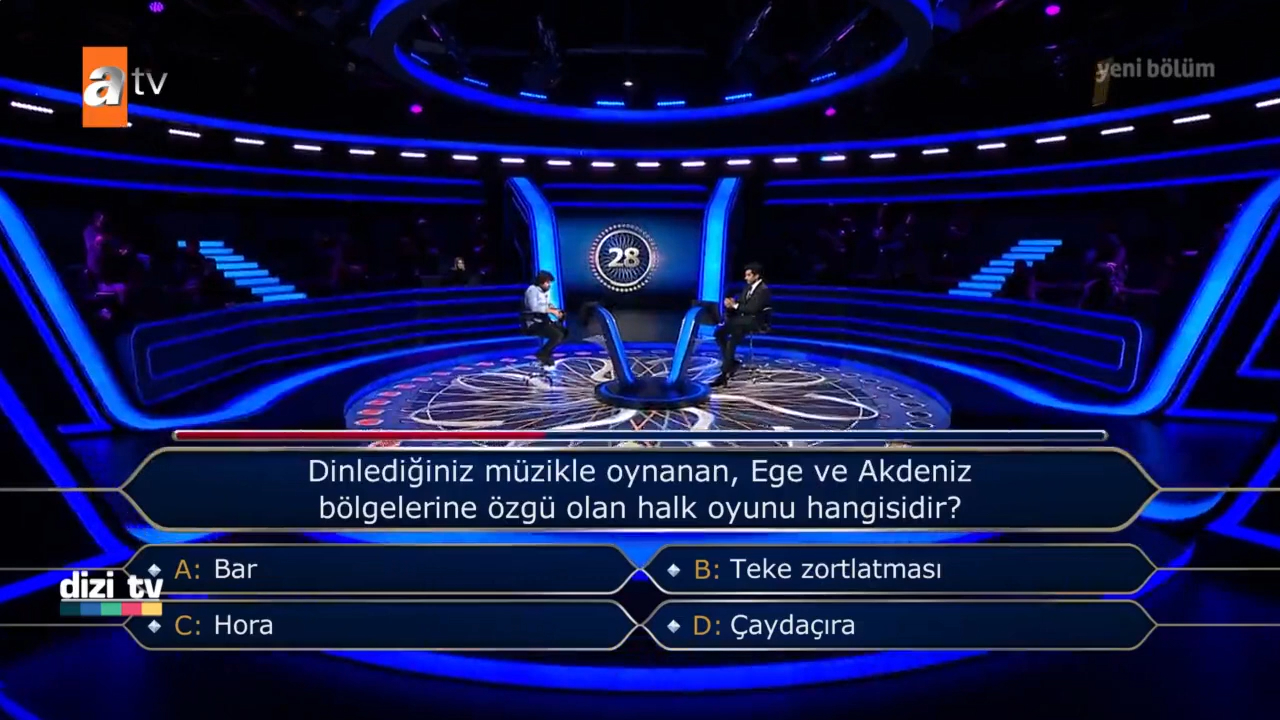 atv
yeni bölüm
28
Dinlediğiniz müzikle oynanan, Ege ve Akdeniz
bölgelerine özgü olan halk oyunu hangisidir?
A: Bar
B: Teke zortlatması
dizi tv
C: Hora
D: Çaydaçıra